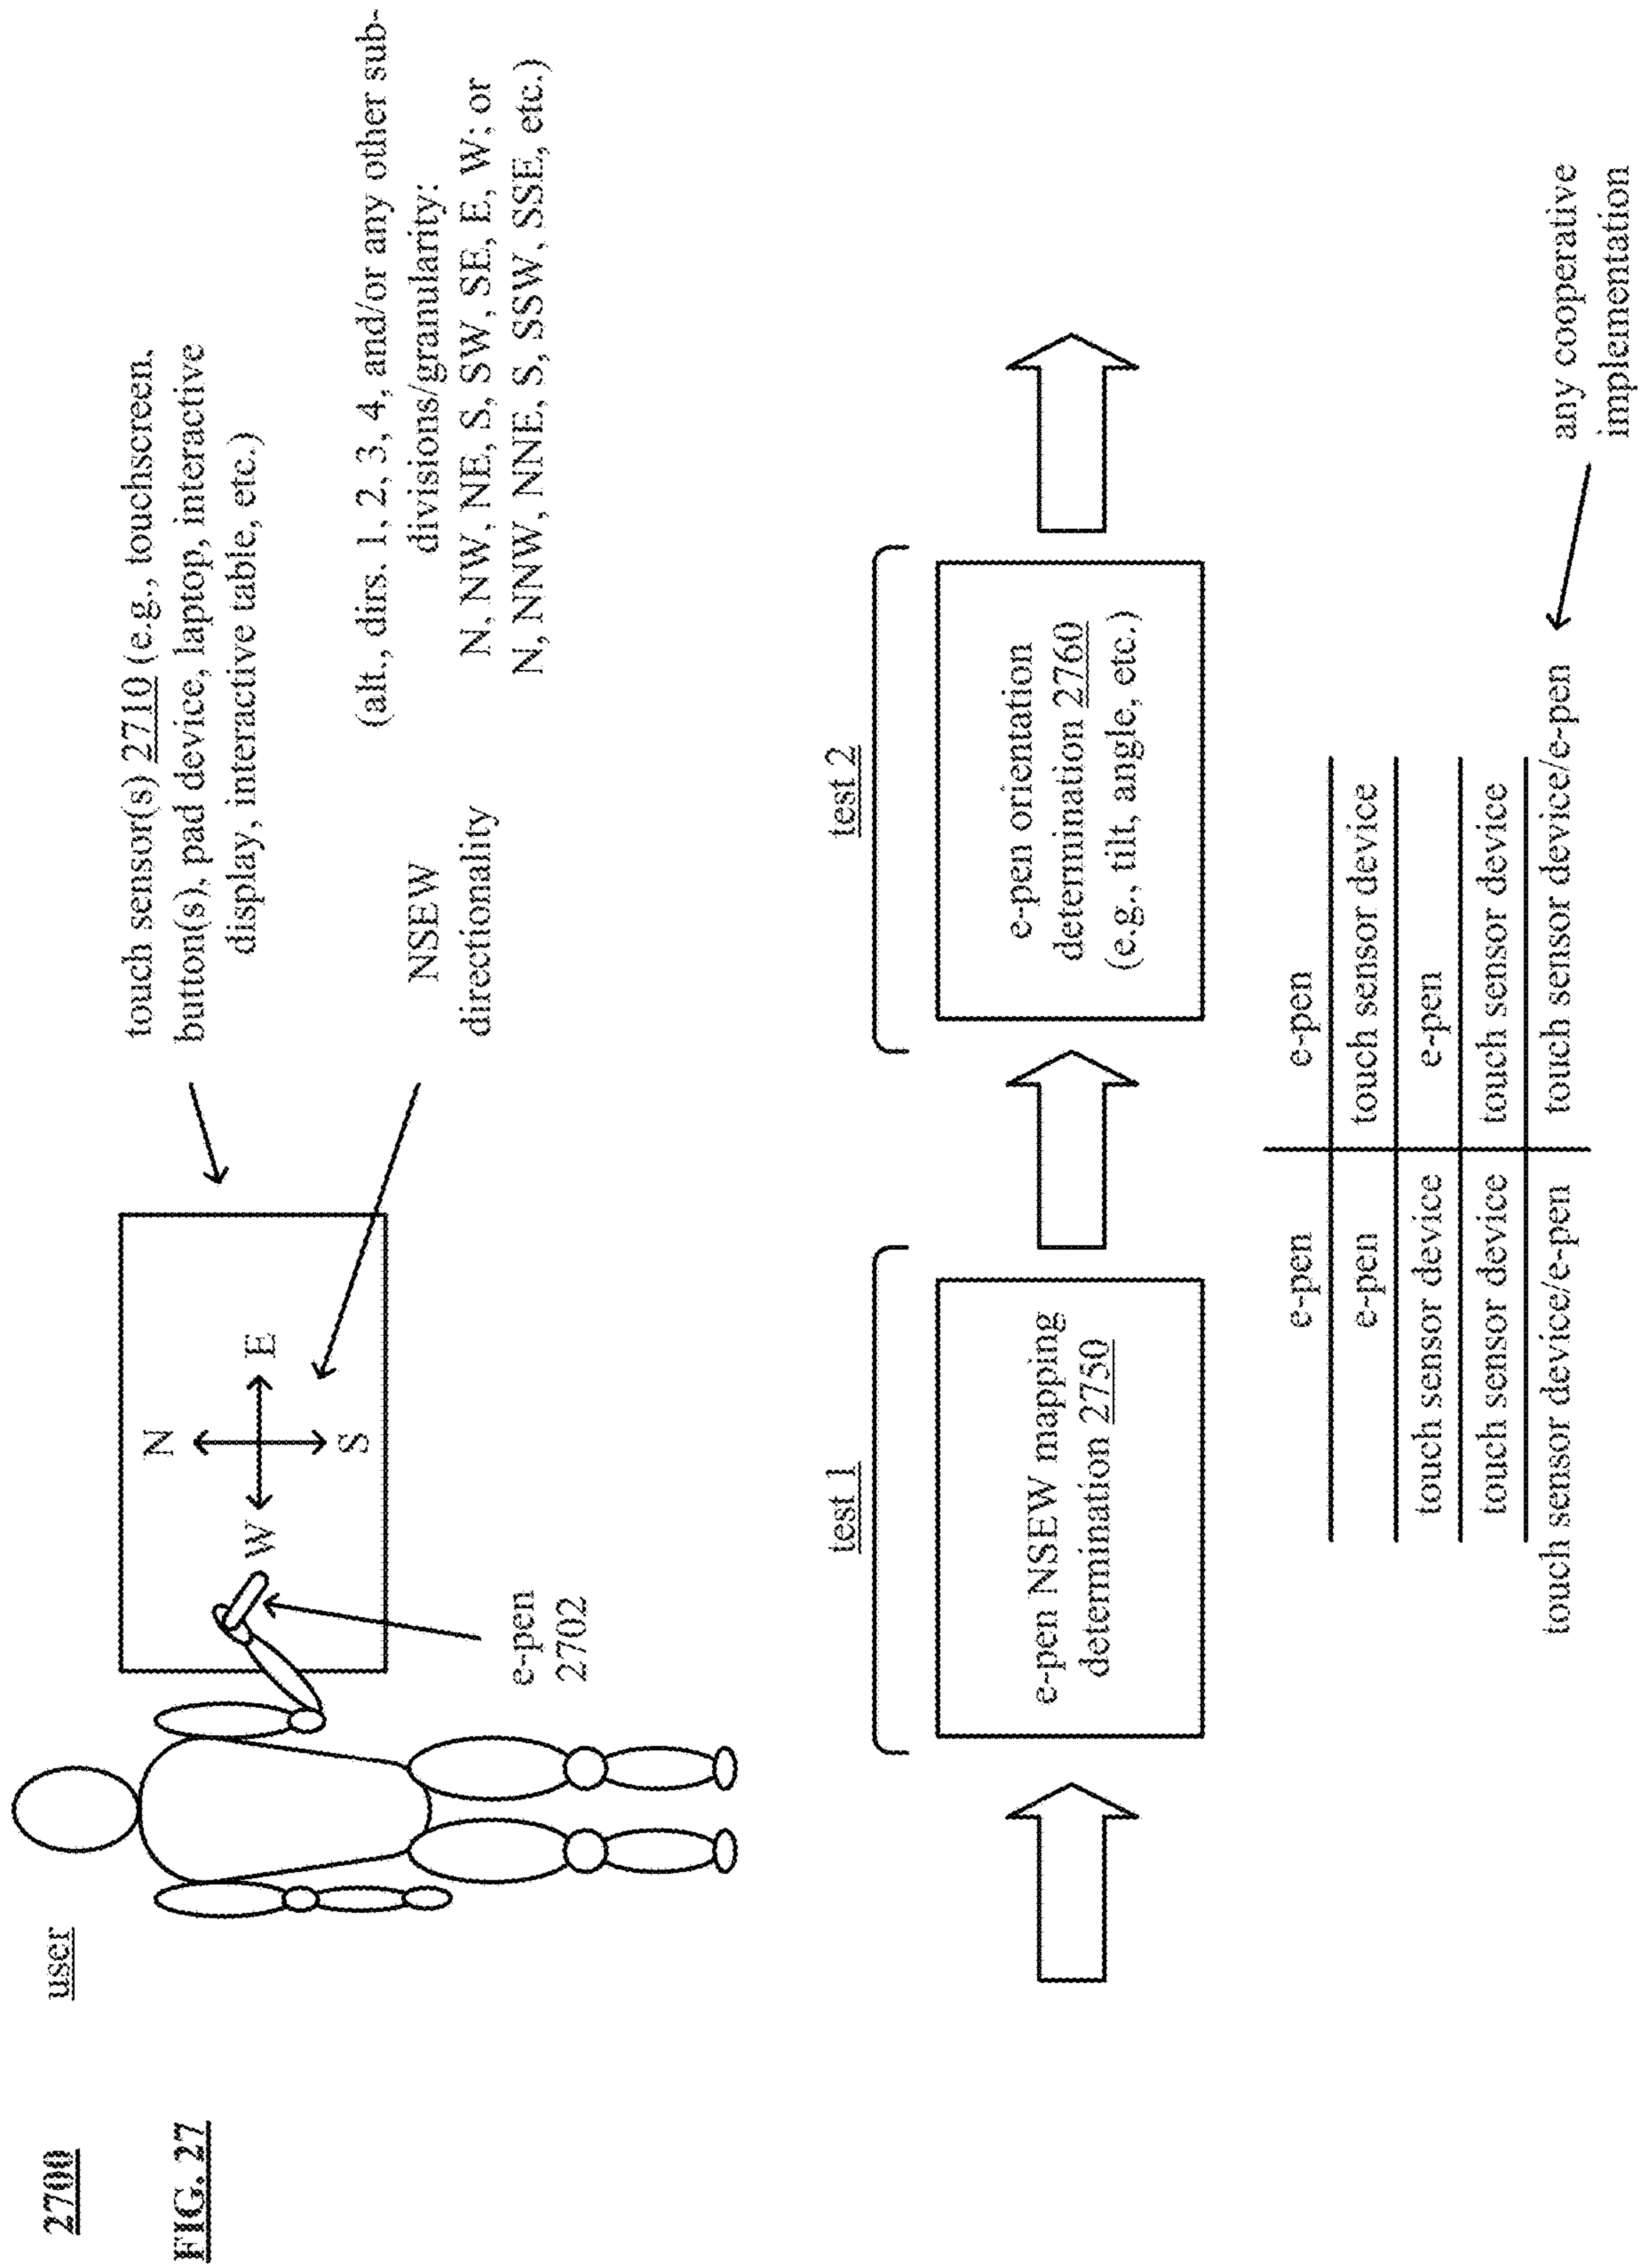 2700
user
FIG. 27
touch sensor(s) 2710 (e.g., touchscreen,
button(s), pad device, laptop, interactive
display, interactive table, etc.)
N
W
E
S
e-pen
2702
NSEW
directionality
(alt., dirs. 1, 2, 3, 4, and/or any other sub-
divisions/granularity:
N, NW, NE, S, SW, SE, E, W; or
N, NNW, NNE, S, SSW, SSE, etc.)
test 1
e-pen NSEW mapping
determination 2750
test 2
e-pen orientation
determination 2760
(e.g., tilt, angle, etc.)
e-pen e-pen
e-pen touch sensor device
touch sensor device e-pen
touch sensor device touch sensor device
touch sensor device/e-pen touch sensor device/e-pen
any cooperative
implementation